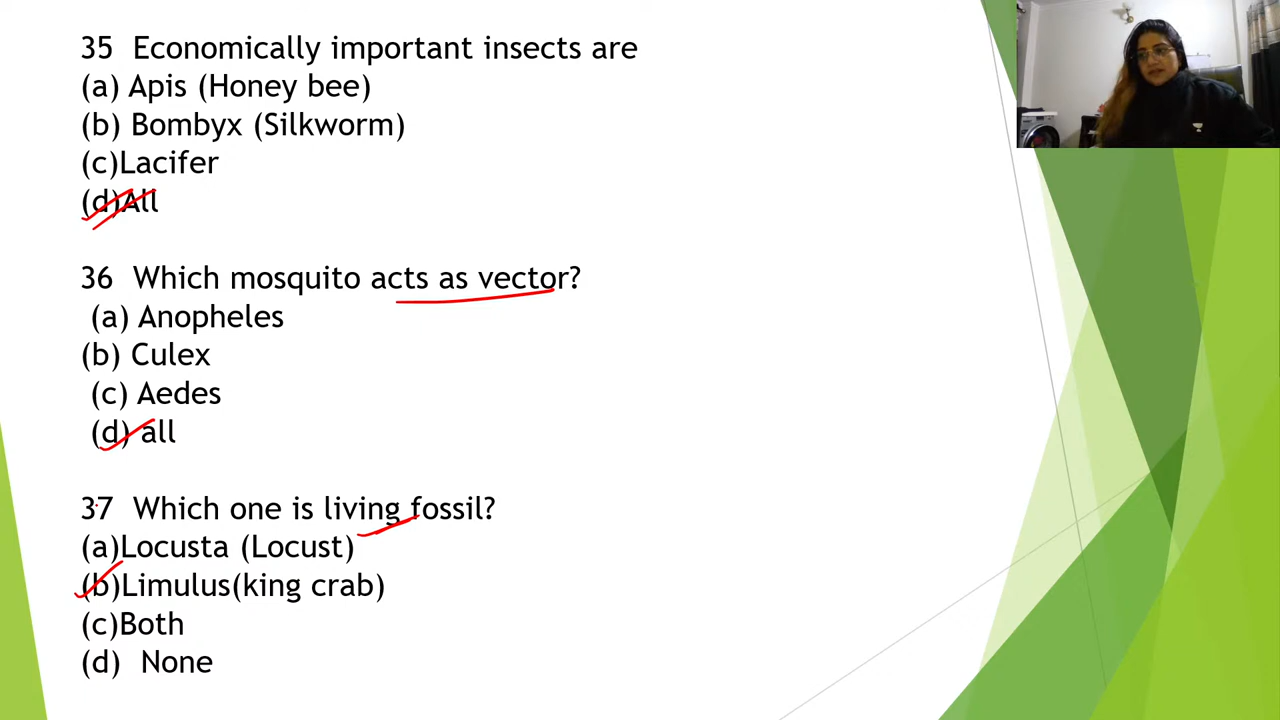 35 Economically important insects are
(a) Apis (Honey bee)
(b) Bombyx (Silkworm)
(c)Lacifer
(d)All
36 Which mosquito acts as vector?
(a) Anopheles
(b) Culex
(c) Aedes
(d) all
37 Which one is living fossil?
(a)Locusta (Locust)
(b)Limulus(king crab)
(c)Both
(d) None